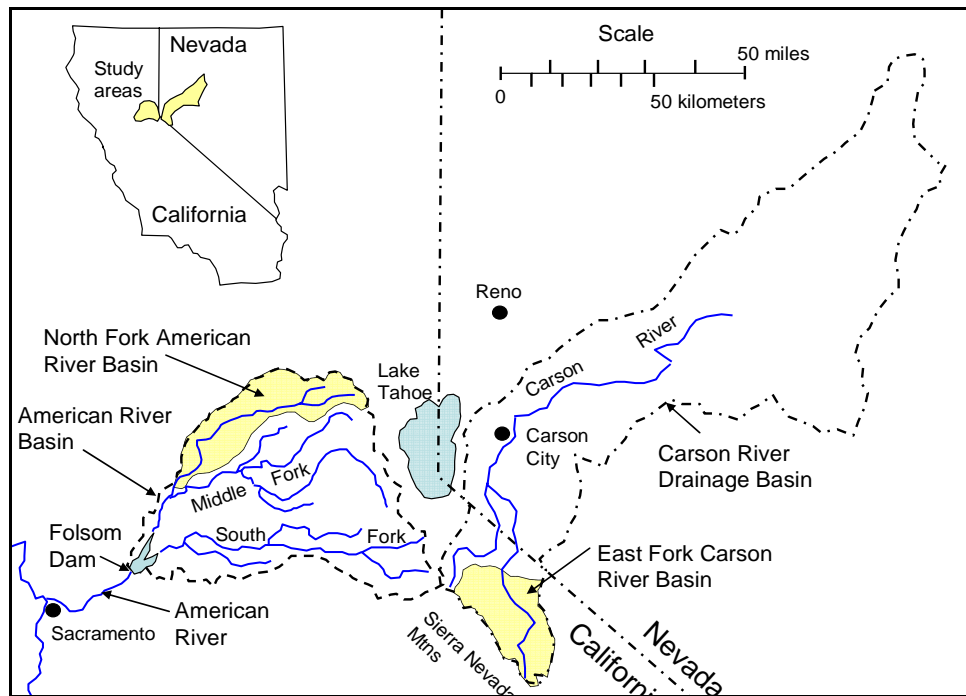 Nevada
Study
areas
California
Scale
50 miles
0
50 kilometers
Reno
North Fork American
River Basin
Lake
Tahoe
River
Carson
American River
Basin
Carson
City
Carson River
Drainage Basin
Fork
Middle
Folsom
Dam
South
Fork
East Fork Carson
River Basin
American
River
Sacramento
Sierra Nevada
Mtns
Nevada
California